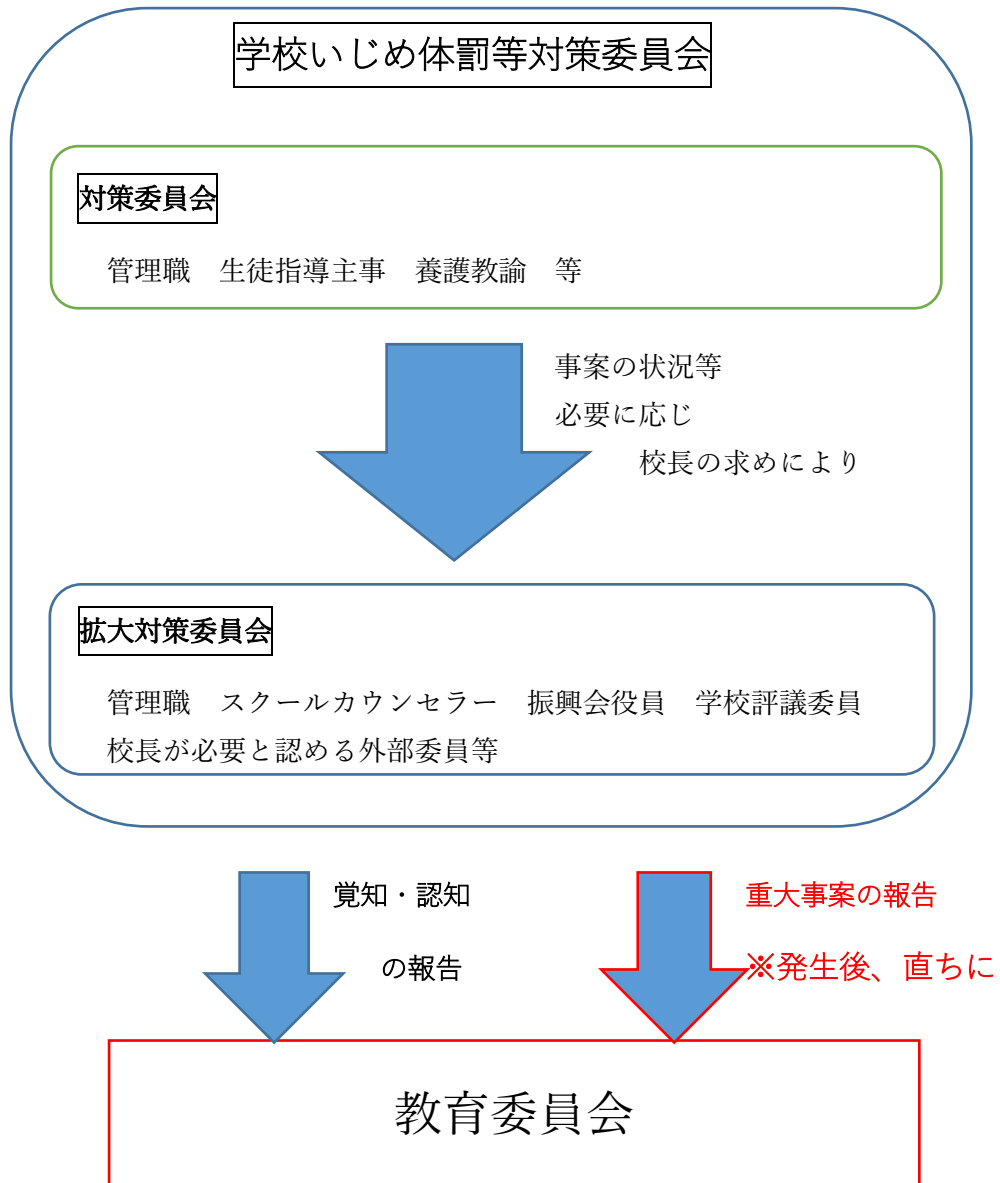 学校いじめ体罰等対策委員会
対策委員会
管理職　生徒指導主事　養護教諭　等
事案の状況等
必要に応じ
校長の求めにより
拡大対策委員会
管理職　スクールカウンセラー　振興会役員　学校評議委員
校長が必要と認める外部委員等
覚知・認知
の報告
重大事案の報告
※発生後、直ちに
教育委員会